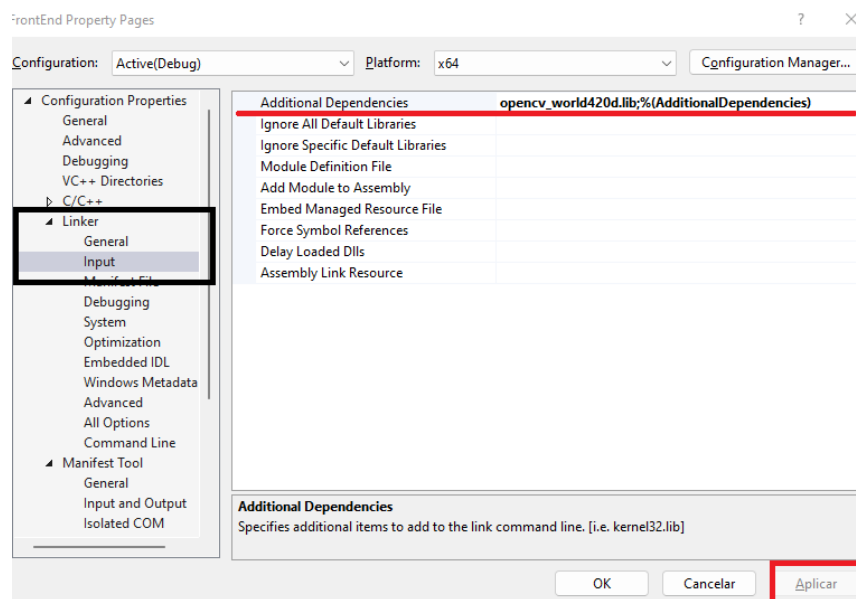 FrontEnd Property Pages
?
Configuration: Active(Debug) Platform: x64 Configuration Manager...
Configuration Properties
General
Advanced
Debugging
VC++ Directories
C/C++
Linker
General
Input
Manifest File
Debugging
System
Optimization
Embedded IDL
Windows Metadata
Advanced
All Options
Command Line
Manifest Tool
General
Input and Output
Isolated COM
Additional Dependencies opencv_world420d.lib;%(AdditionalDependencies)
Ignore All Default Libraries
Ignore Specific Default Libraries
Module Definition File
Add Module to Assembly
Embed Managed Resource File
Force Symbol References
Delay Loaded Dlls
Assembly Link Resource
Additional Dependencies
Specifies additional items to add to the link command line. [i.e. kernel32.lib]
OK Cancelar Aplicar